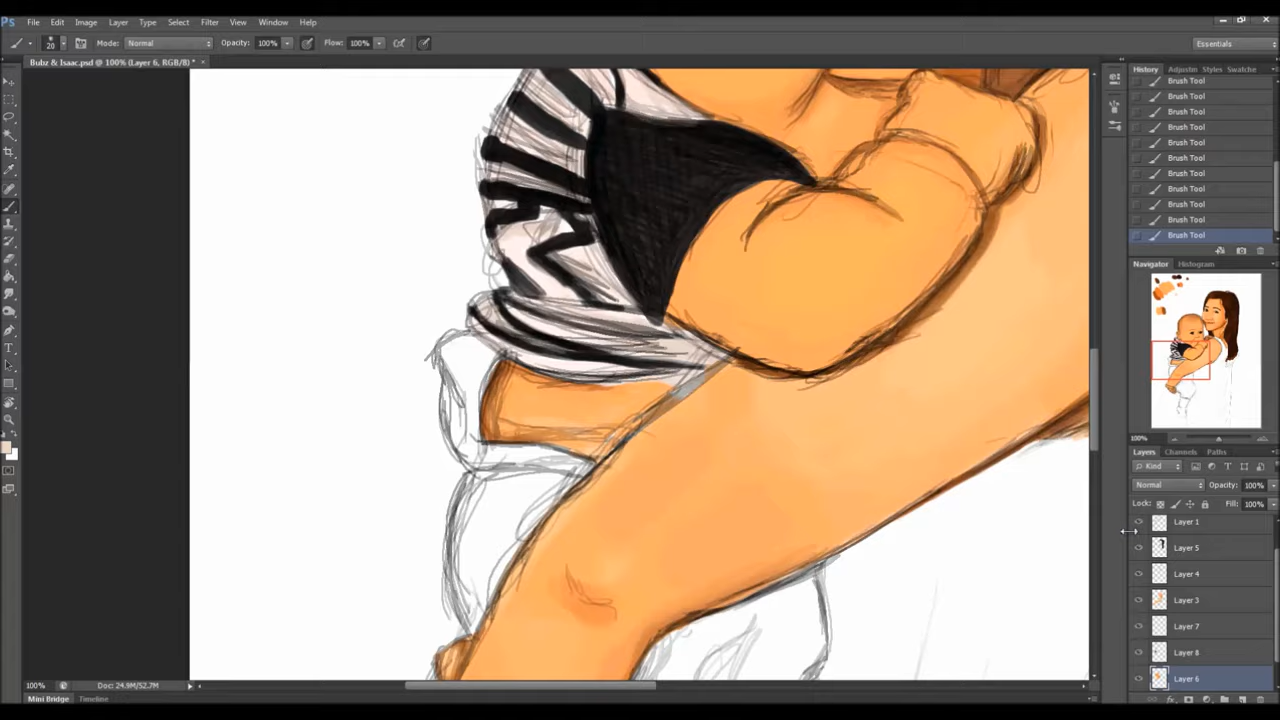 Ps File Edit Image Layer Type Select Filter View Window Help
20 Mode: Normal Opacity: 100% Flow: 100% Essentials
Bubz & Isaac.psd @ 100% (Layer 6, RGB/8) * ×
History Adjustm Styles Swatche
Brush Tool
Brush Tool
Brush Tool
Brush Tool
Brush Tool
Brush Tool
Brush Tool
Brush Tool
Brush Tool
Brush Tool
Brush Tool
Navigator Histogram
100%
Layers Channels Paths
Kind
Normal Opacity: 100%
Lock: Fill: 100%
Layer 1
Layer 5
Layer 4
Layer 3
Layer 7
Layer 8
Layer 6
100% Doc: 24.9M/52.7M
Mini Bridge Timeline